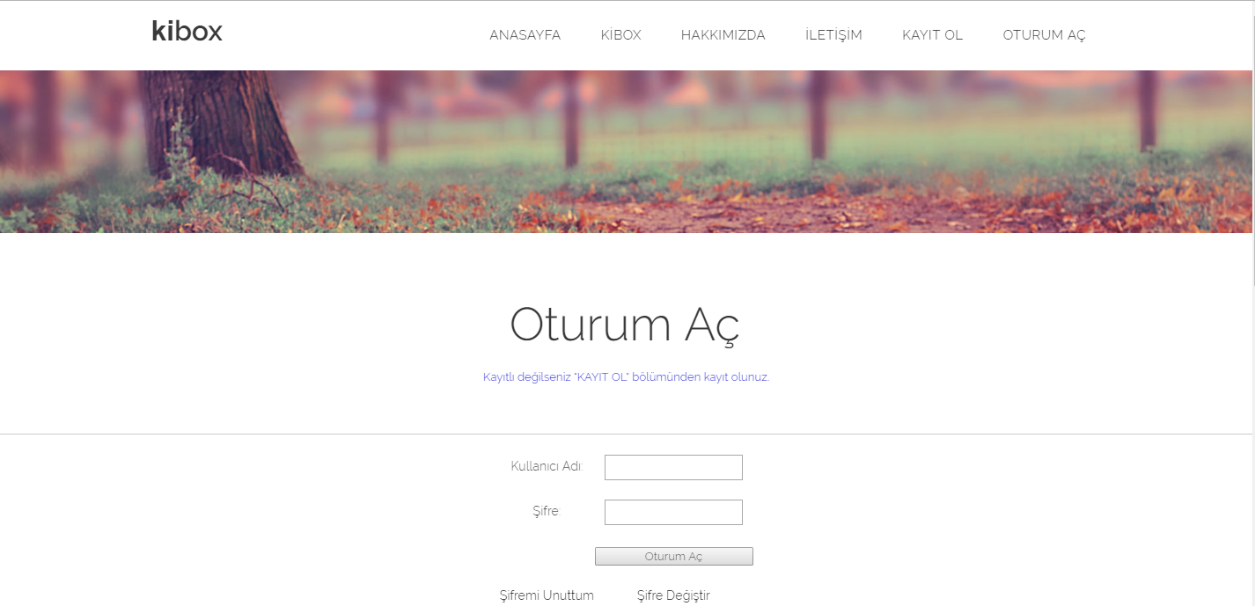 kibox
ANASAYFA KİBOX HAKKIMIZDA İLETİŞİM KAYIT OL OTURUM AÇ
Oturum Aç
Kayıtlı değilseniz "KAYIT OL" bölümünden kayıt olunuz.
Kullanıcı Adı:
Şifre:
Oturum Aç
Şifremi Unuttum Şifre Değiştir